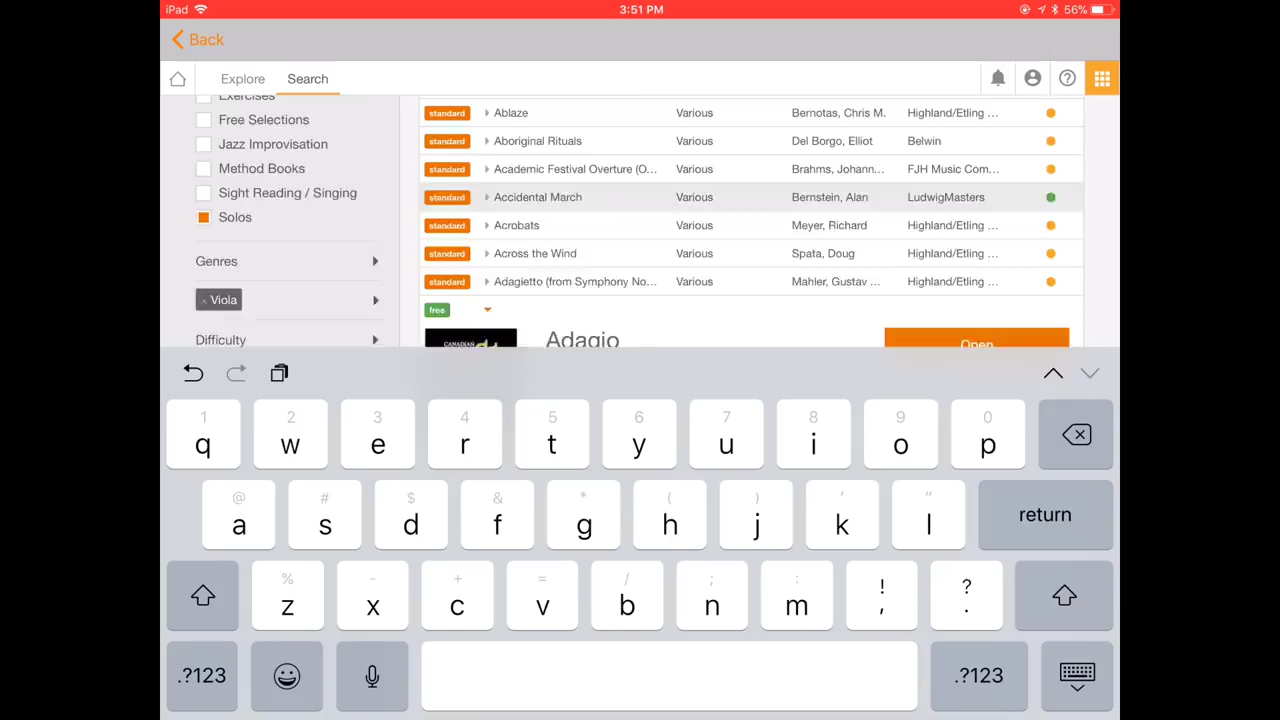 iPad 3:51 PM 56%
Back
Explore Search
Exercises
Free Selections
Jazz Improvisation
Method Books
Sight Reading / Singing
Solos
Genres
× Viola
Difficulty
standard Ablaze Various Bernotas, Chris M. Highland/Etling ...
standard Aboriginal Rituals Various Del Borgo, Elliot Belwin
standard Academic Festival Overture (O... Various Brahms, Johann... FJH Music Com...
standard Accidental March Various Bernstein, Alan LudwigMasters
standard Acrobats Various Meyer, Richard Highland/Etling ...
standard Across the Wind Various Spata, Doug Highland/Etling ...
standard Adagietto (from Symphony No... Various Mahler, Gustav ... Highland/Etling ...
free
CANADIAN Adagio Open
1 2 3 4 5 6 7 8 9 0
q w e r t y u i o p
@ # $ & * ( ) ' "
a s d f g h j k l return
% - + = / ; : ! ?
z x c v b n m , .
.?123 .?123